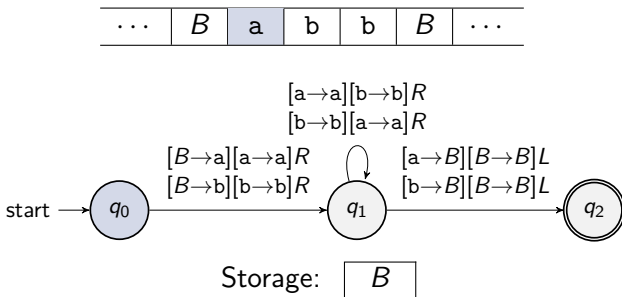 ··· B a b b B ···
[a→a][b→b]R
[b→b][a→a]R
[B→a][a→a]R
[B→b][b→b]R
[a→B][B→B]L
[b→B][B→B]L
start q₀ q₁ q₂
Storage: B